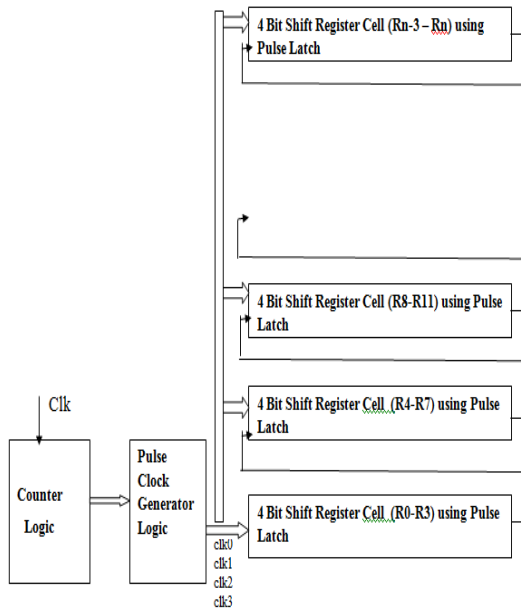 4 Bit Shift Register Cell (Rn-3 – Rn) using
Pulse Latch
4 Bit Shift Register Cell (R8-R11) using Pulse
Latch
4 Bit Shift Register Cell (R4-R7) using Pulse
Latch
4 Bit Shift Register Cell (R0-R3) using Pulse
Latch
Clk
Counter
Logic
Pulse
Clock
Generator
Logic
clk0
clk1
clk2
clk3